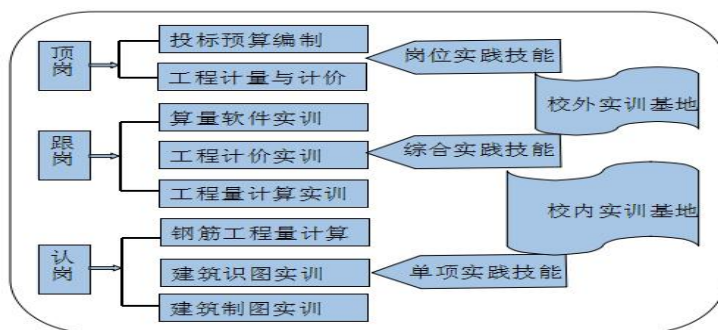 顶岗
投标预算编制
工程计量与计价
岗位实践技能
校外实训基地
跟岗
算量软件实训
工程计价实训
工程量计算实训
综合实践技能
校内实训基地
认岗
钢筋工程量计算
建筑识图实训
建筑制图实训
单项实践技能